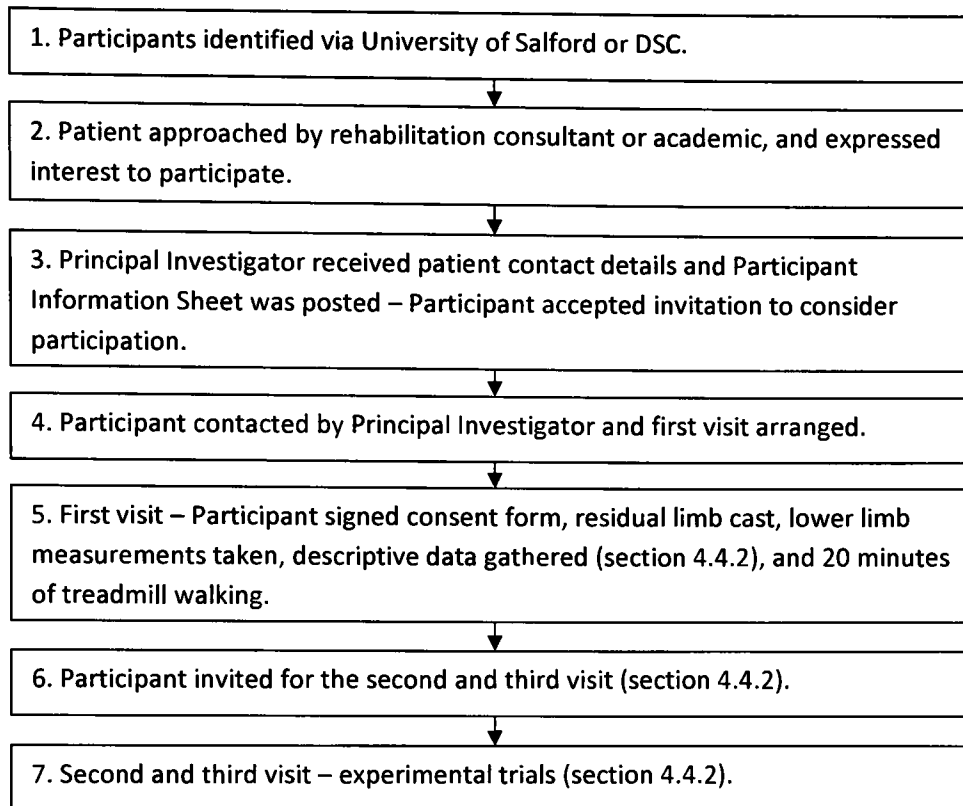 1. Participants identified via University of Salford or DSC.
2. Patient approached by rehabilitation consultant or academic, and expressed
interest to participate.
3. Principal Investigator received patient contact details and Participant
Information Sheet was posted – Participant accepted invitation to consider
participation.
4. Participant contacted by Principal Investigator and first visit arranged.
5. First visit – Participant signed consent form, residual limb cast, lower limb
measurements taken, descriptive data gathered (section 4.4.2), and 20 minutes
of treadmill walking.
6. Participant invited for the second and third visit (section 4.4.2).
7. Second and third visit – experimental trials (section 4.4.2).